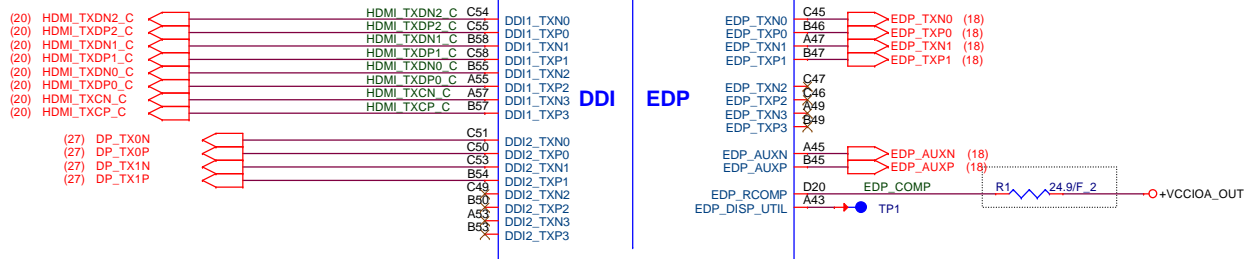 (20) HDMI_TXDN2_C HDMI_TXDN2_C C54 DDI1_TXN0
(20) HDMI_TXDP2_C HDMI_TXDP2_C C55 DDI1_TXP0
(20) HDMI_TXDN1_C HDMI_TXDN1_C B58 DDI1_TXN1
(20) HDMI_TXDP1_C HDMI_TXDP1_C C58 DDI1_TXP1
(20) HDMI_TXDN0_C HDMI_TXDN0_C B55 DDI1_TXN2
(20) HDMI_TXDP0_C HDMI_TXDP0_C A55 DDI1_TXP2
(20) HDMI_TXCN_C HDMI_TXCN_C A57 DDI1_TXN3
(20) HDMI_TXCP_C HDMI_TXCP_C B57 DDI1_TXP3
(27) DP_TX0N C51 DDI2_TXN0
(27) DP_TX0P C50 DDI2_TXP0
(27) DP_TX1N C53 DDI2_TXN1
(27) DP_TX1P B54 DDI2_TXP1
C49 DDI2_TXN2
B50 DDI2_TXP2
A53 DDI2_TXN3
B53 DDI2_TXP3
DDI EDP
EDP_TXN0 C45 EDP_TXN0 (18)
EDP_TXP0 B46 EDP_TXP0 (18)
EDP_TXN1 A47 EDP_TXN1 (18)
EDP_TXP1 B47 EDP_TXP1 (18)
EDP_TXN2 C47
EDP_TXP2 C46
EDP_TXN3 A49
EDP_TXP3 B49
EDP_AUXN A45 EDP_AUXN (18)
EDP_AUXP B45 EDP_AUXP (18)
EDP_RCOMP D20 EDP_COMP R1 24.9/F_2 +VCCIOA_OUT
EDP_DISP_UTIL A43 TP1